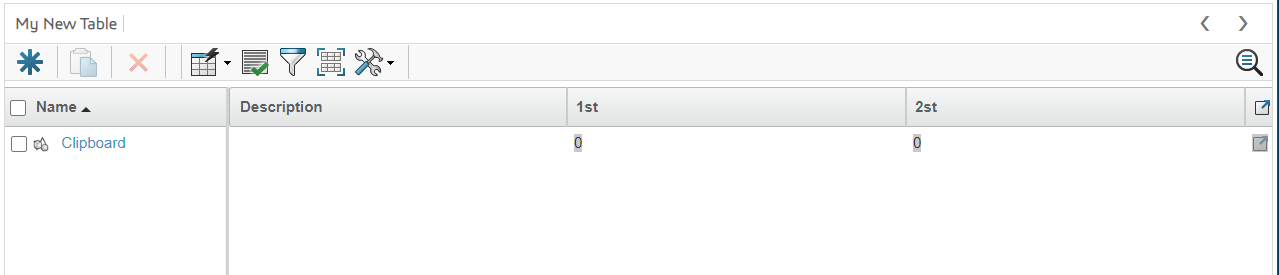 My New Table
Name Description 1st 2st
Clipboard 0 0